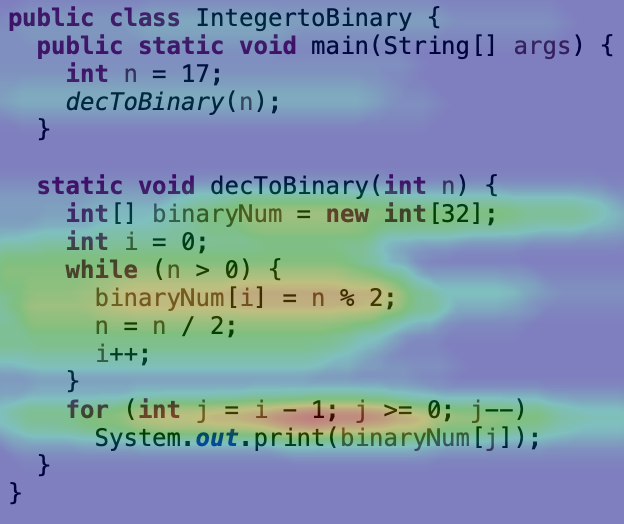 public class IntegertoBinary {
  public static void main(String[] args) {
    int n = 17;
    decToBinary(n);
  }

  static void decToBinary(int n) {
    int[] binaryNum = new int[32];
    int i = 0;
    while (n > 0) {
      binaryNum[i] = n % 2;
      n = n / 2;
      i++;
    }
    for (int j = i - 1; j >= 0; j--)
      System.out.print(binaryNum[j]);
  }
}